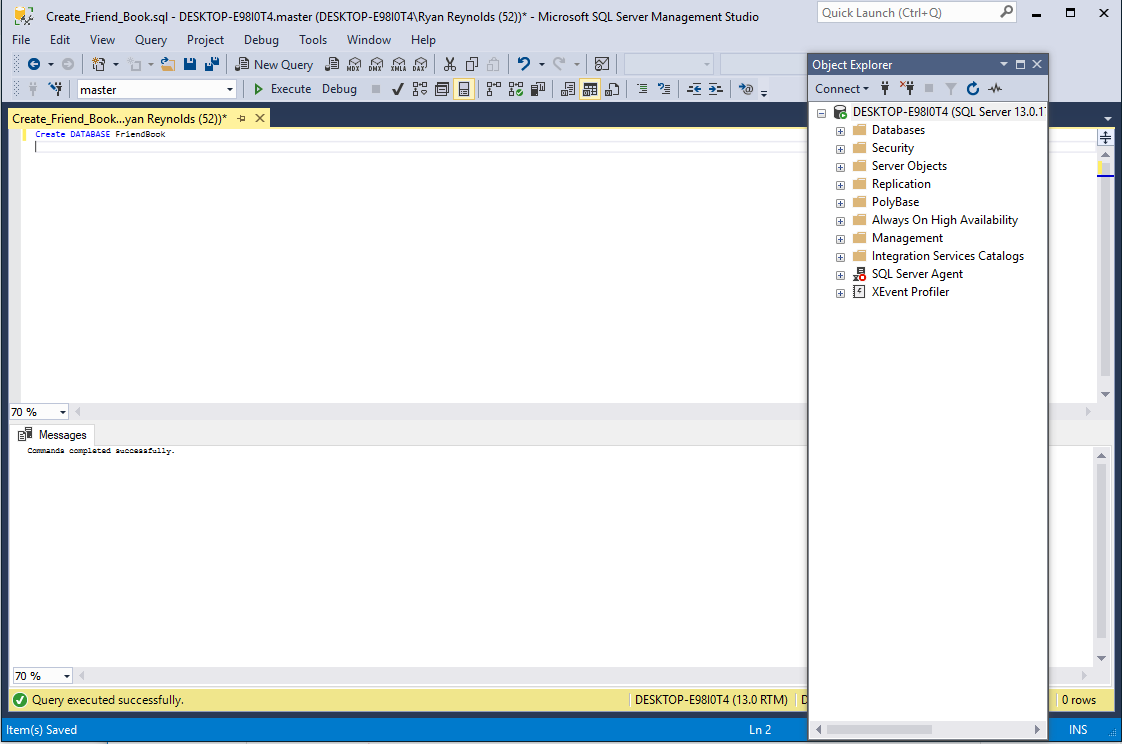 Create_Friend_Book.sql - DESKTOP-E98I0T4.master (DESKTOP-E98I0T4\Ryan Reynolds (52))* - Microsoft SQL Server Management Studio
Quick Launch (Ctrl+Q)
File Edit View Query Project Debug Tools Window Help
New Query
MDX DMX XMLA DAX
master
Execute Debug
Create_Friend_Book...yan Reynolds (52))*
Create DATABASE FriendBook
70 %
Messages
Commands completed successfully.
70 %
Query executed successfully.
DESKTOP-E98I0T4 (13.0 RTM)
D
0 rows
Item(s) Saved
Ln 2
INS
Object Explorer
Connect
DESKTOP-E98I0T4 (SQL Server 13.0.1
Databases
Security
Server Objects
Replication
PolyBase
Always On High Availability
Management
Integration Services Catalogs
SQL Server Agent
XEvent Profiler